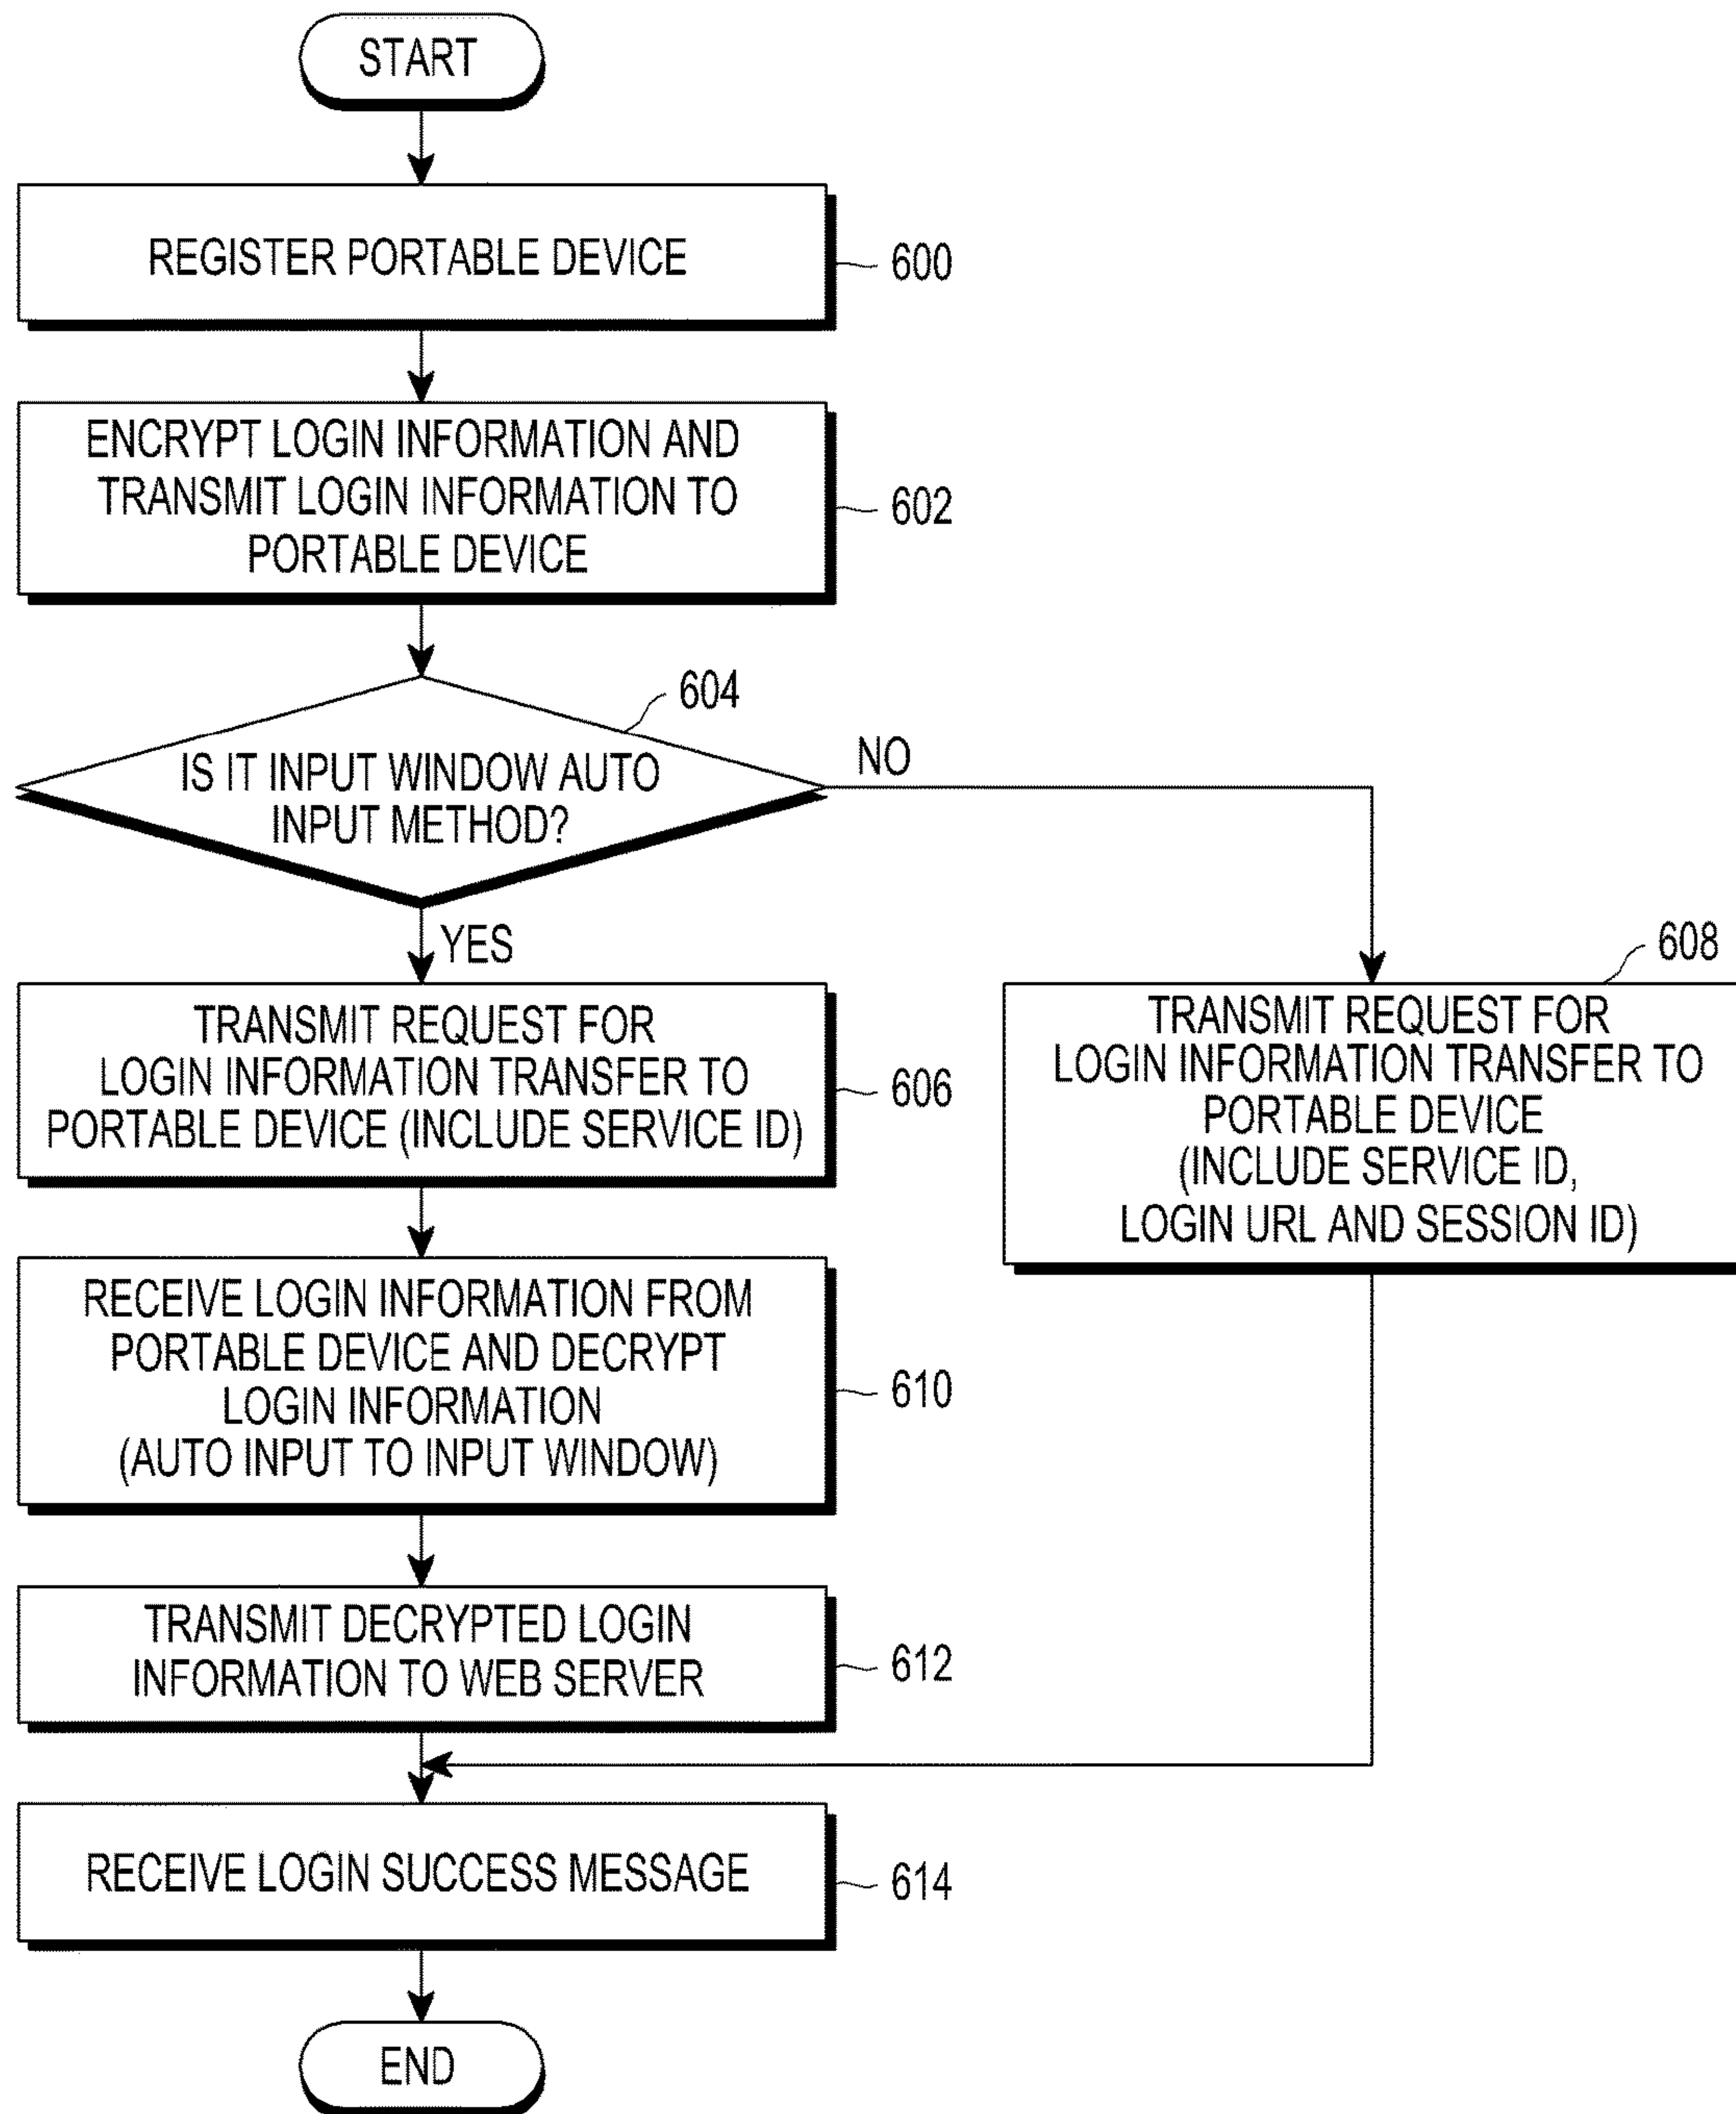 START
REGISTER PORTABLE DEVICE
600
ENCRYPT LOGIN INFORMATION AND
TRANSMIT LOGIN INFORMATION TO
PORTABLE DEVICE
602
604
IS IT INPUT WINDOW AUTO
INPUT METHOD?
NO
YES
TRANSMIT REQUEST FOR
LOGIN INFORMATION TRANSFER TO
PORTABLE DEVICE (INCLUDE SERVICE ID)
606
608
TRANSMIT REQUEST FOR
LOGIN INFORMATION TRANSFER TO
PORTABLE DEVICE
(INCLUDE SERVICE ID,
LOGIN URL AND SESSION ID)
RECEIVE LOGIN INFORMATION FROM
PORTABLE DEVICE AND DECRYPT
LOGIN INFORMATION
(AUTO INPUT TO INPUT WINDOW)
610
TRANSMIT DECRYPTED LOGIN
INFORMATION TO WEB SERVER
612
RECEIVE LOGIN SUCCESS MESSAGE
614
END